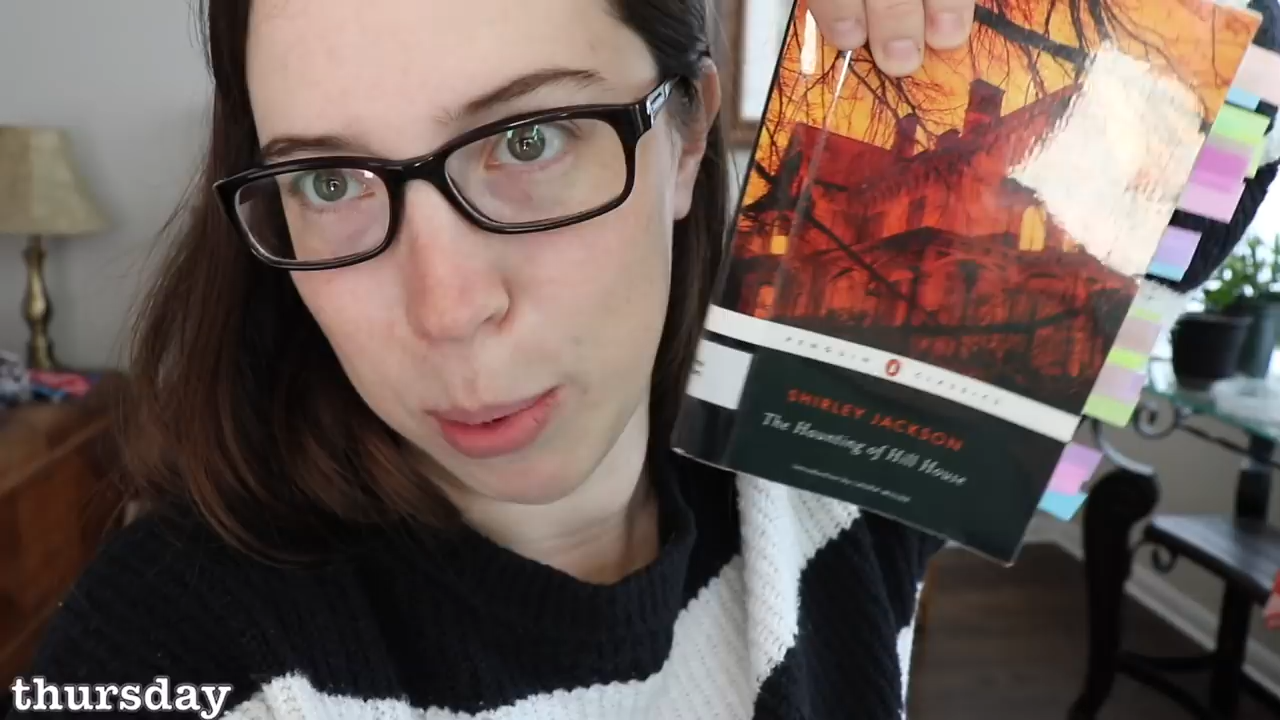 PENGUIN CLASSICS
SHIRLEY JACKSON
The Haunting of Hill House
thursday